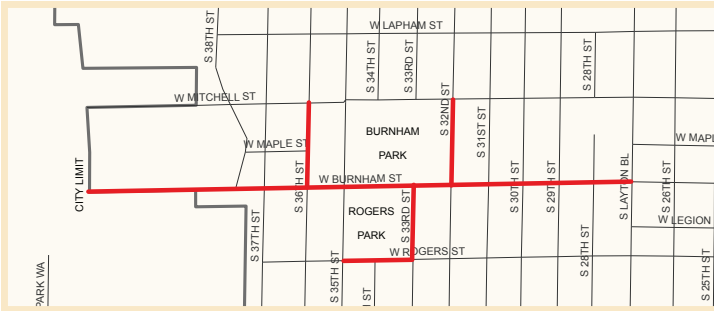 W LAPHAM ST
S 38TH ST
S 34TH ST
S 33RD ST
S 28TH ST
W MITCHELL ST
S 32ND ST
BURNHAM
PARK
S 31ST ST
W MAPLE ST
W MAPL
CITY LIMIT
S 36TH ST
W BURNHAM ST
S 30TH ST
S 29TH ST
S LAYTON BL
S 26TH ST
ROGERS
PARK
S 33RD ST
S 37TH ST
W LEGION
W ROGERS ST
S 35TH ST
S 28TH ST
S 25TH ST
PARK WA
I ST